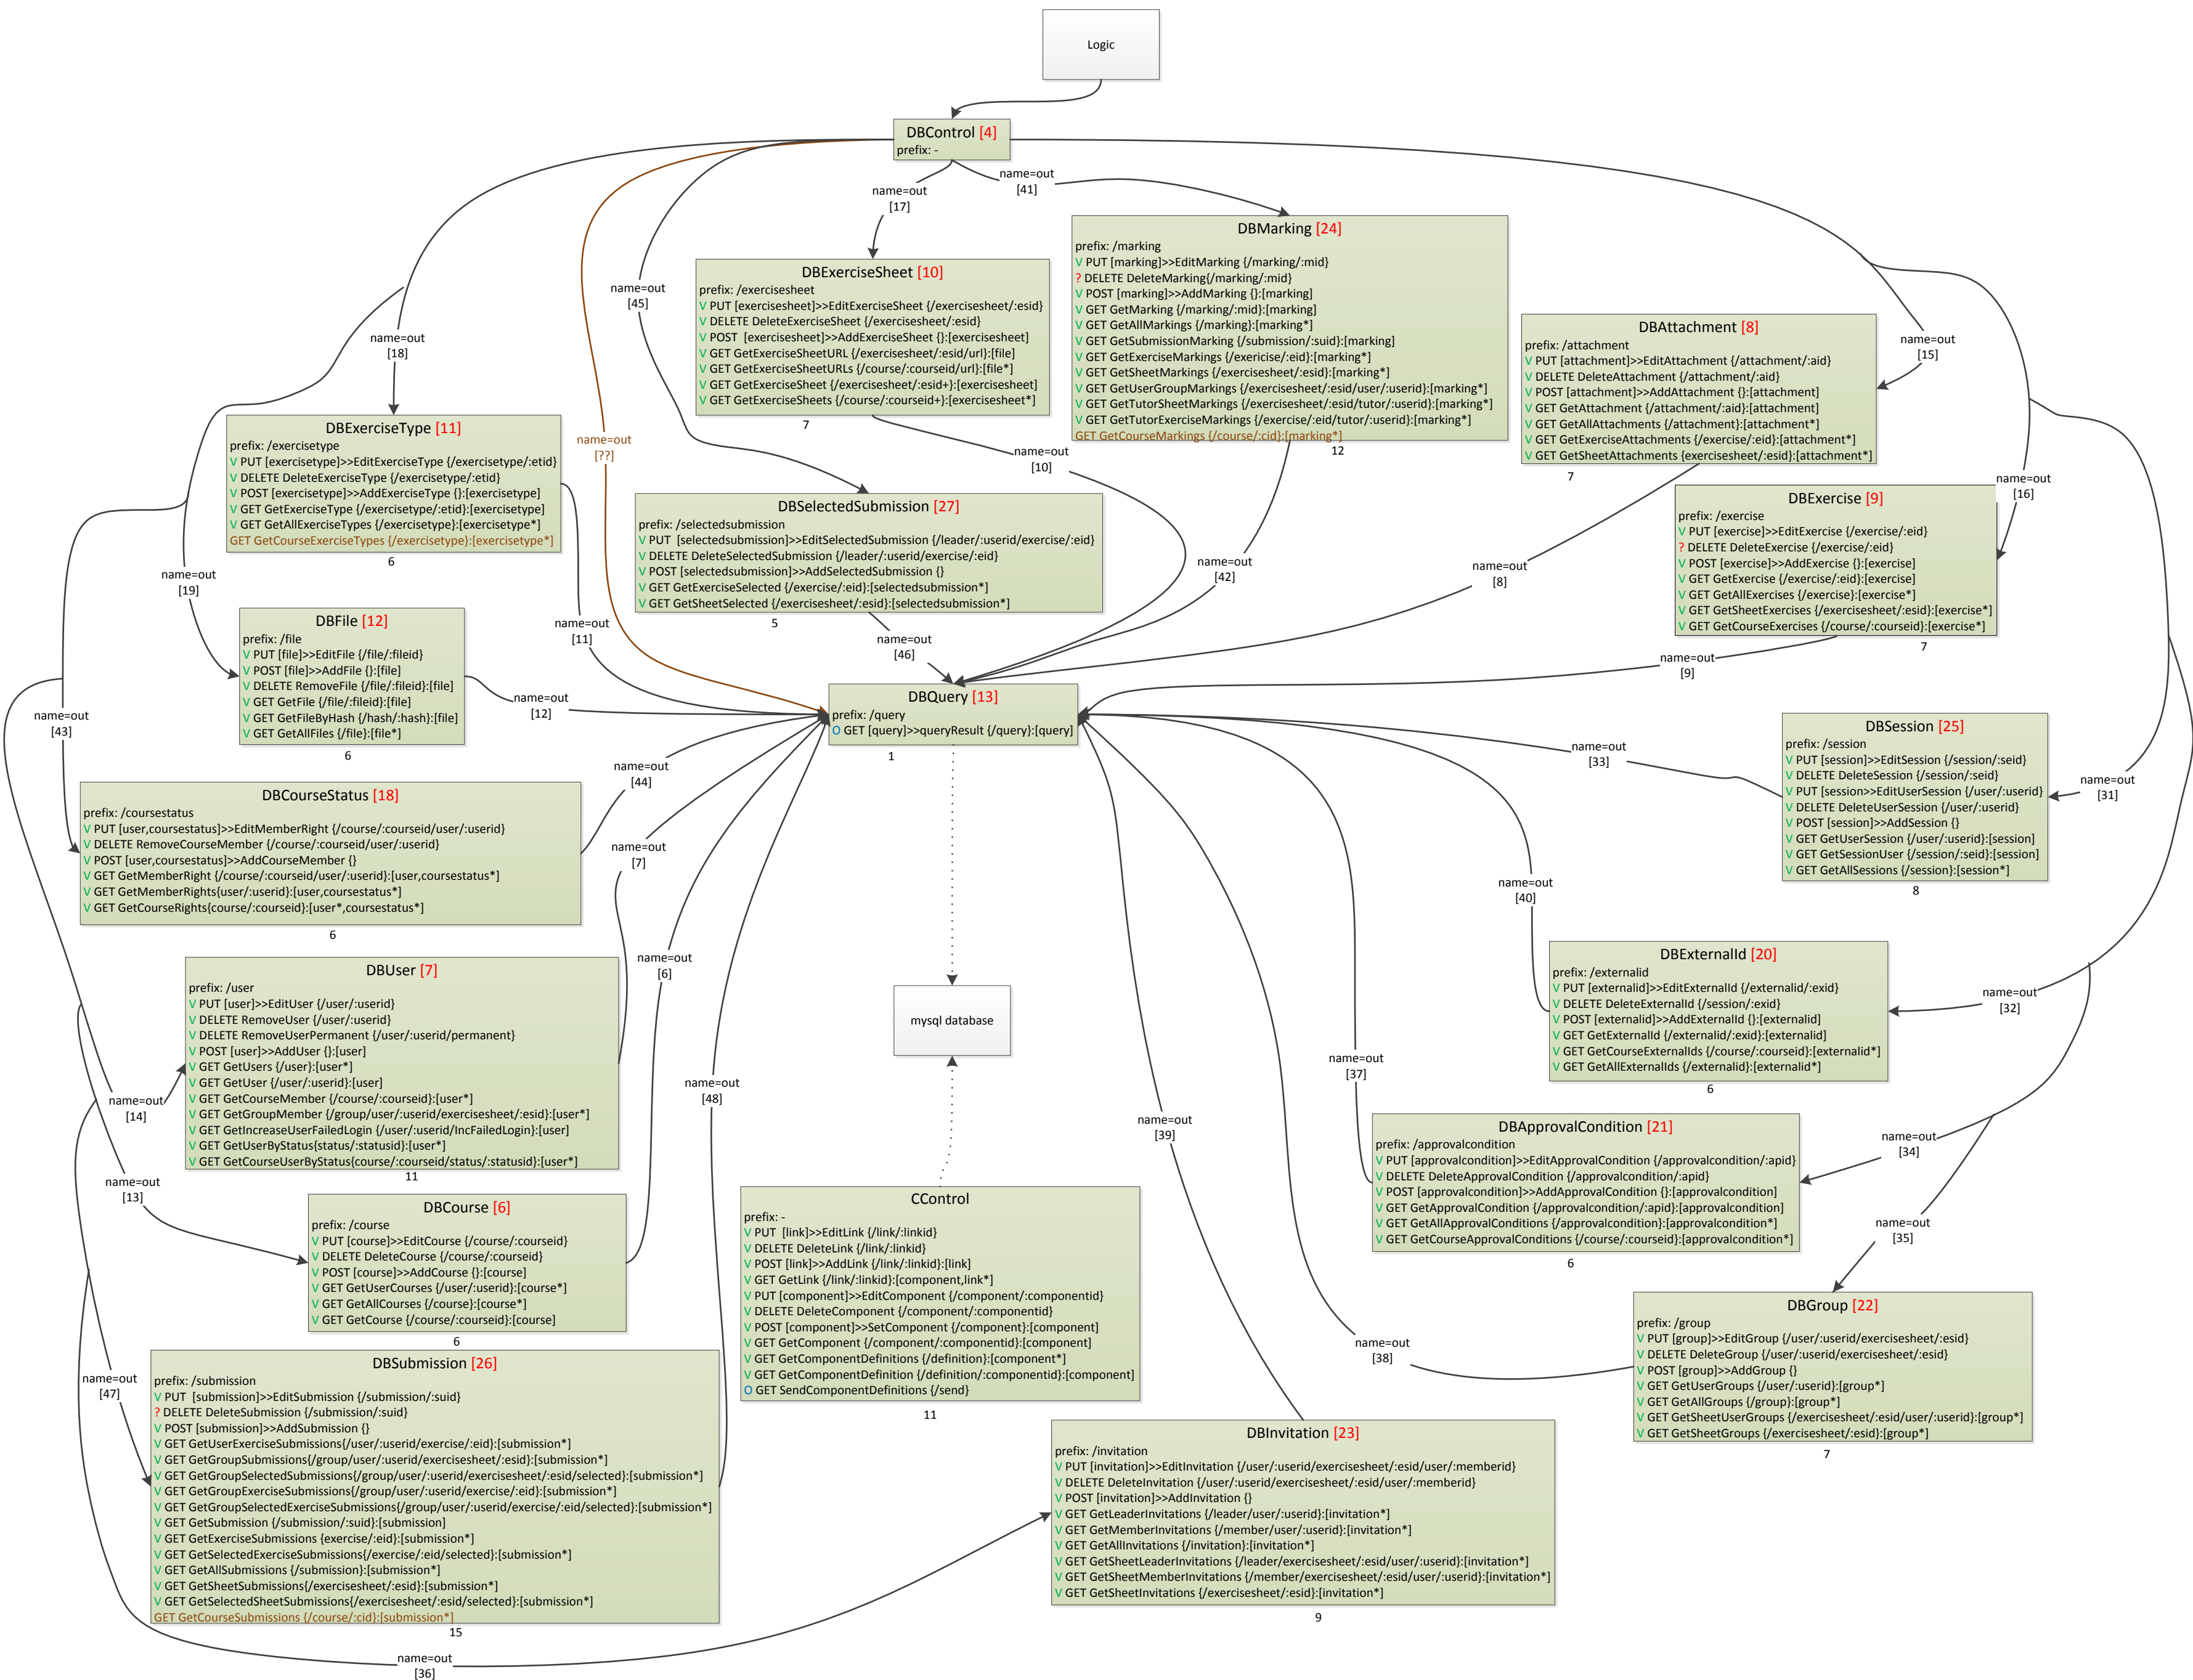 Logic
DBControl [4]
prefix: -
name=out
[41]
name=out
[17]
DBMarking [24]
prefix: /marking
V PUT [marking]>>EditMarking {/marking/:mid}
? DELETE DeleteMarking{/marking/:mid}
V POST [marking]>>AddMarking {}:[marking]
V GET GetMarking {/marking/:mid}:[marking]
V GET GetAllMarkings {/marking}:[marking*]
V GET GetSubmissionMarking {/submission/:suid}:[marking]
V GET GetExerciseMarkings {/exericise/:eid}:[marking*]
V GET GetSheetMarkings {/exercisesheet/:esid}:[marking*]
V GET GetUserGroupMarkings {/exercisesheet/:esid/user/:userid}:[marking*]
V GET GetTutorSheetMarkings {/exercisesheet/:esid/tutor/:userid}:[marking*]
V GET GetTutorExerciseMarkings {/exercise/:eid/tutor/:userid}:[marking*]
GET GetCourseMarkings {/course/:cid}:[marking*]
12
DBExerciseSheet [10]
prefix: /exercisesheet
V PUT [exercisesheet]>>EditExerciseSheet {/exercisesheet/:esid}
V DELETE DeleteExerciseSheet {/exercisesheet/:esid}
V POST  [exercisesheet]>>AddExerciseSheet {}:[exercisesheet]
V GET GetExerciseSheetURL {/exercisesheet/:esid/url}:[file]
V GET GetExerciseSheetURLs {/course/:courseid/url}:[file*]
V GET GetExerciseSheet {/exercisesheet/:esid+}:[exercisesheet]
V GET GetExerciseSheets {/course/:courseid+}:[exercisesheet*]
7
name=out
[45]
name=out
[18]
DBAttachment [8]
prefix: /attachment
V PUT [attachment]>>EditAttachment {/attachment/:aid}
V DELETE DeleteAttachment {/attachment/:aid}
V POST [attachment]>>AddAttachment {}:[attachment]
V GET GetAttachment {/attachment/:aid}:[attachment]
V GET GetAllAttachments {/attachment}:[attachment*]
V GET GetExerciseAttachments {/exercise/:eid}:[attachment*]
V GET GetSheetAttachments {exercisesheet/:esid}:[attachment*]
7
name=out
[15]
DBExerciseType [11]
prefix: /exercisetype
V PUT [exercisetype]>>EditExerciseType {/exercisetype/:etid}
V DELETE DeleteExerciseType {/exercisetype/:etid}
V POST [exercisetype]>>AddExerciseType {}:[exercisetype]
V GET GetExerciseType {/exercisetype/:etid}:[exercisetype]
V GET GetAllExerciseTypes {/exercisetype}:[exercisetype*]
GET GetCourseExerciseTypes {/exercisetype}:[exercisetype*]
6
name=out
[??]
name=out
[10]
name=out
[16]
DBSelectedSubmission [27]
prefix: /selectedsubmission
V PUT  [selectedsubmission]>>EditSelectedSubmission {/leader/:userid/exercise/:eid}
V DELETE DeleteSelectedSubmission {/leader/:userid/exercise/:eid}
V POST [selectedsubmission]>>AddSelectedSubmission {}
V GET GetExerciseSelected {/exercise/:eid}:[selectedsubmission*]
V GET GetSheetSelected {/exercisesheet/:esid}:[selectedsubmission*]
5
DBExercise [9]
prefix: /exercise
V PUT [exercise]>>EditExercise {/exercise/:eid}
? DELETE DeleteExercise {/exercise/:eid}
V POST [exercise]>>AddExercise {}:[exercise]
V GET GetExercise {/exercise/:eid}:[exercise]
V GET GetAllExercises {/exercise}:[exercise*]
V GET GetSheetExercises {/exercisesheet/:esid}:[exercise*]
V GET GetCourseExercises {/course/:courseid}:[exercise*]
7
name=out
[19]
name=out
[42]
name=out
[8]
name=out
[11]
name=out
[46]
name=out
[9]
DBFile [12]
prefix: /file
V PUT [file]>>EditFile {/file/:fileid}
V POST [file]>>AddFile {}:[file]
V DELETE RemoveFile {/file/:fileid}:[file]
V GET GetFile {/file/:fileid}:[file]
V GET GetFileByHash {/hash/:hash}:[file]
V GET GetAllFiles {/file}:[file*]
6
name=out
[12]
name=out
[43]
DBQuery [13]
prefix: /query
O GET [query]>>queryResult {/query}:[query]
1
name=out
[44]
name=out
[33]
DBSession [25]
prefix: /session
V PUT [session]>>EditSession {/session/:seid}
V DELETE DeleteSession {/session/:seid}
V PUT [session>>EditUserSession {/user/:userid}
V DELETE DeleteUserSession {/user/:userid}
V POST [session]>>AddSession {}
V GET GetUserSession {/user/:userid}:[session]
V GET GetSessionUser {/session/:seid}:[session]
V GET GetAllSessions {/session}:[session*]
8
name=out
[31]
DBCourseStatus [18]
prefix: /coursestatus
V PUT [user,coursestatus]>>EditMemberRight {/course/:courseid/user/:userid}
V DELETE RemoveCourseMember {/course/:courseid/user/:userid}
V POST [user,coursestatus]>>AddCourseMember {}
V GET GetMemberRight {/course/:courseid/user/:userid}:[user,coursestatus*]
V GET GetMemberRights{user/:userid}:[user,coursestatus*]
V GET GetCourseRights{course/:courseid}:[user*,coursestatus*]
6
name=out
[7]
name=out
[40]
name=out
[6]
DBUser [7]
prefix: /user
V PUT [user]>>EditUser {/user/:userid}
V DELETE RemoveUser {/user/:userid}
V DELETE RemoveUserPermanent {/user/:userid/permanent}
V POST [user]>>AddUser {}:[user]
V GET GetUsers {/user}:[user*]
V GET GetUser {/user/:userid}:[user]
V GET GetCourseMember {/course/:courseid}:[user*]
V GET GetGroupMember {/group/user/:userid/exercisesheet/:esid}:[user*]
V GET GetIncreaseUserFailedLogin {/user/:userid/IncFailedLogin}:[user]
V GET GetUserByStatus{status/:statusid}:[user*]
V GET GetCourseUserByStatus{course/:courseid/status/:statusid}:[user*]
11
DBExternalId [20]
prefix: /externalid
V PUT [externalid]>>EditExternalId {/externalid/:exid}
V DELETE DeleteExternalId {/session/:exid}
V POST [externalid]>>AddExternalId {}:[externalid]
V GET GetExternalId {/externalid/:exid}:[externalid]
V GET GetCourseExternalIds {/course/:courseid}:[externalid*]
V GET GetAllExternalIds {/externalid}:[externalid*]
6
name=out
[32]
mysql database
name=out
[37]
name=out
[14]
name=out
[48]
name=out
[39]
DBApprovalCondition [21]
prefix: /approvalcondition
V PUT [approvalcondition]>>EditApprovalCondition {/approvalcondition/:apid}
V DELETE DeleteApprovalCondition {/approvalcondition/:apid}
V POST [approvalcondition]>>AddApprovalCondition {}:[approvalcondition]
V GET GetApprovalCondition {/approvalcondition/:apid}:[approvalcondition]
V GET GetAllApprovalConditions {/approvalcondition}:[approvalcondition*]
V GET GetCourseApprovalConditions {/course/:courseid}:[approvalcondition*]
6
name=out
[34]
name=out
[13]
DBCourse [6]
prefix: /course
V PUT [course]>>EditCourse {/course/:courseid}
V DELETE DeleteCourse {/course/:courseid}
V POST [course]>>AddCourse {}:[course]
V GET GetUserCourses {/user/:userid}:[course*]
V GET GetAllCourses {/course}:[course*]
V GET GetCourse {/course/:courseid}:[course]
6
CControl
prefix: -
V PUT  [link]>>EditLink {/link/:linkid}
V DELETE DeleteLink {/link/:linkid}
V POST [link]>>AddLink {/link/:linkid}:[link]
V GET GetLink {/link/:linkid}:[component,link*]
V PUT [component]>>EditComponent {/component/:componentid}
V DELETE DeleteComponent {/component/:componentid}
V POST [component]>>SetComponent {/component}:[component]
V GET GetComponent {/component/:componentid}:[component]
V GET GetComponentDefinitions {/definition}:[component*]
V GET GetComponentDefinition {/definition/:componentid}:[component]
O GET SendComponentDefinitions {/send}
11
name=out
[35]
name=out
[38]
DBGroup [22]
prefix: /group
V PUT [group]>>EditGroup {/user/:userid/exercisesheet/:esid}
V DELETE DeleteGroup {/user/:userid/exercisesheet/:esid}
V POST [group]>>AddGroup {}
V GET GetUserGroups {/user/:userid}:[group*]
V GET GetAllGroups {/group}:[group*]
V GET GetSheetUserGroups {/exercisesheet/:esid/user/:userid}:[group*]
V GET GetSheetGroups {/exercisesheet/:esid}:[group*]
7
name=out
[47]
DBSubmission [26]
prefix: /submission
V PUT  [submission]>>EditSubmission {/submission/:suid}
? DELETE DeleteSubmission {/submission/:suid}
V POST [submission]>>AddSubmission {}
V GET GetUserExerciseSubmissions{/user/:userid/exercise/:eid}:[submission*]
V GET GetGroupSubmissions{/group/user/:userid/exercisesheet/:esid}:[submission*]
V GET GetGroupSelectedSubmissions{/group/user/:userid/exercisesheet/:esid/selected}:[submission*]
V GET GetGroupExerciseSubmissions{/group/user/:userid/exercise/:eid}:[submission*]
V GET GetGroupSelectedExerciseSubmissions{/group/user/:userid/exercise/:eid/selected}:[submission*]
V GET GetSubmission {/submission/:suid}:[submission]
V GET GetExerciseSubmissions {exercise/:eid}:[submission*]
V GET GetSelectedExerciseSubmissions{/exercise/:eid/selected}:[submission*]
V GET GetAllSubmissions {/submission}:[submission*]
V GET GetSheetSubmissions{/exercisesheet/:esid}:[submission*]
V GET GetSelectedSheetSubmissions{/exercisesheet/:esid/selected}:[submission*]
GET GetCourseSubmissions {/course/:cid}:[submission*]
15
DBInvitation [23]
prefix: /invitation
V PUT [invitation]>>EditInvitation {/user/:userid/exercisesheet/:esid/user/:memberid}
V DELETE DeleteInvitation {/user/:userid/exercisesheet/:esid/user/:memberid}
V POST [invitation]>>AddInvitation {}
V GET GetLeaderInvitations {/leader/user/:userid}:[invitation*]
V GET GetMemberInvitations {/member/user/:userid}:[invitation*]
V GET GetAllInvitations {/invitation}:[invitation*]
V GET GetSheetLeaderInvitations {/leader/exercisesheet/:esid/user/:userid}:[invitation*]
V GET GetSheetMemberInvitations {/member/exercisesheet/:esid/user/:userid}:[invitation*]
V GET GetSheetInvitations {/exercisesheet/:esid}:[invitation*]
9
name=out
[36]